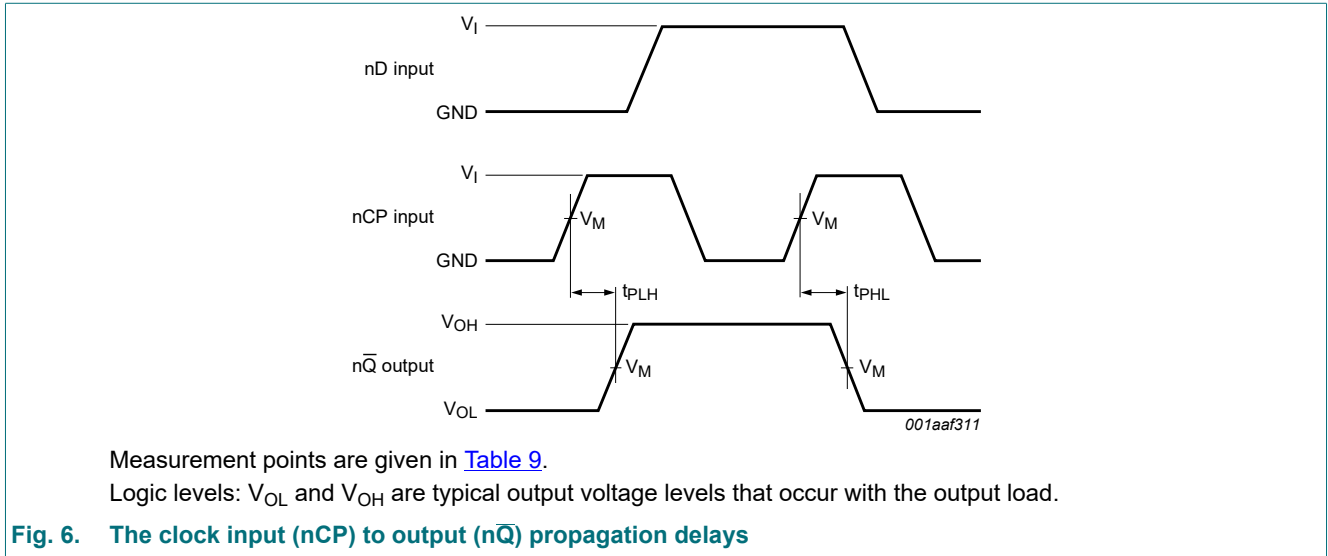 V_I
nD input
GND
V_I
V_M V_M
nCP input
GND
t_PLH t_PHL
V_OH
nQ̅ output V_M V_M
V_OL
001aaf311
Measurement points are given in Table 9.
Logic levels: V_OL and V_OH are typical output voltage levels that occur with the output load.
Fig. 6. The clock input (nCP) to output (nQ̅) propagation delays